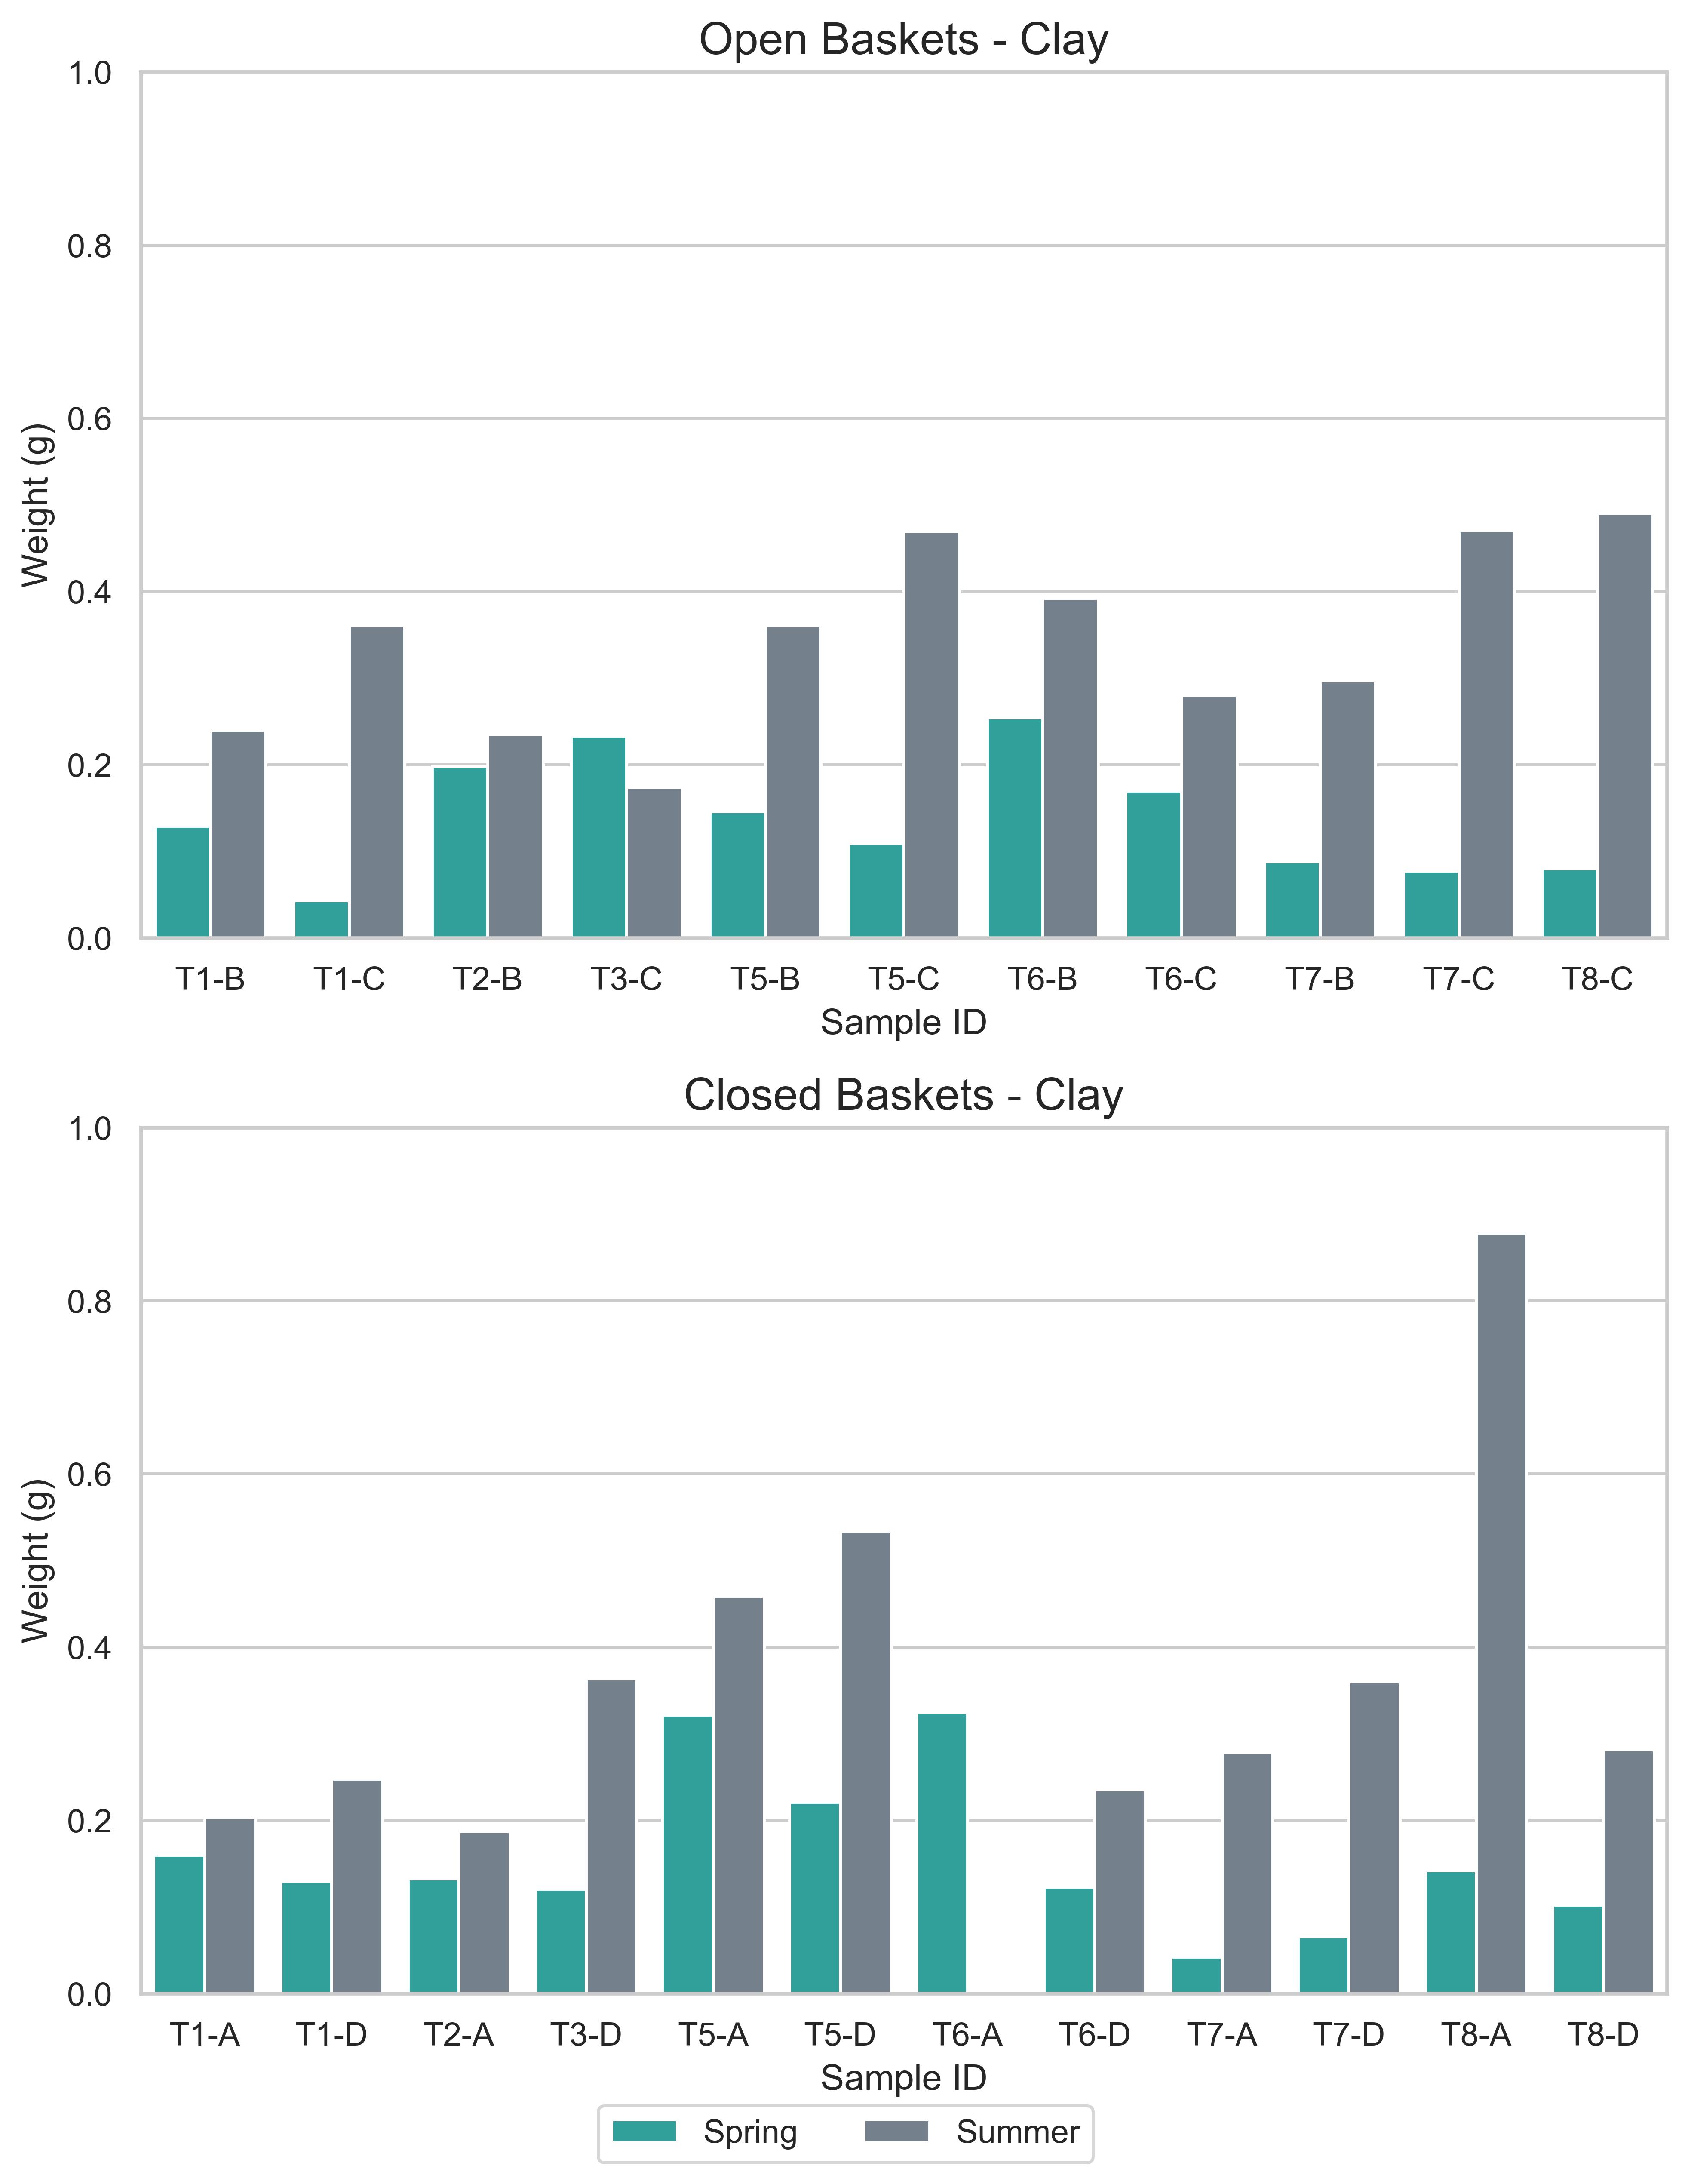 Open Baskets - Clay
1.0
0.8
0.6
0.4
0.2
0.0
Weight (g)
T1-B T1-C T2-B T3-C T5-B T5-C T6-B T6-C T7-B T7-C T8-C
Sample ID
Closed Baskets - Clay
1.0
0.8
0.6
0.4
0.2
0.0
Weight (g)
T1-A T1-D T2-A T3-D T5-A T5-D T6-A T6-D T7-A T7-D T8-A T8-D
Sample ID
Spring Summer